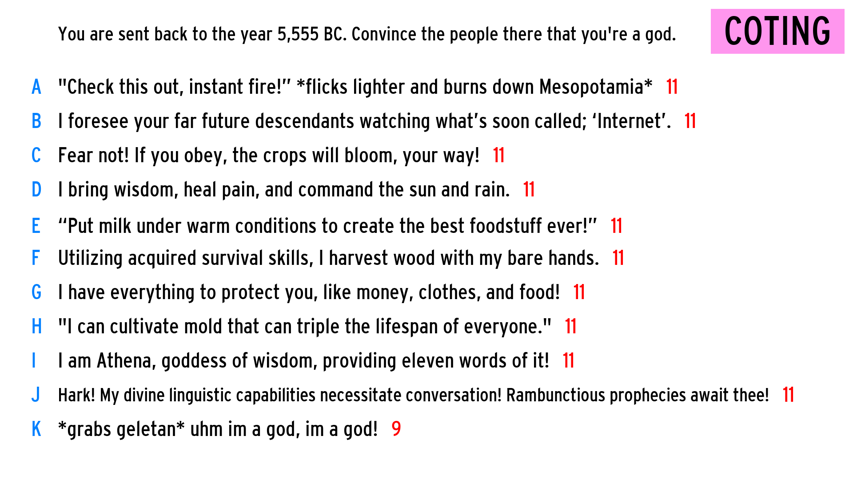 You are sent back to the year 5,555 BC. Convince the people there that you're a god.
COTING
A "Check this out, instant fire!” *flicks lighter and burns down Mesopotamia* 11
B I foresee your far future descendants watching what’s soon called; ‘Internet’. 11
C Fear not! If you obey, the crops will bloom, your way! 11
D I bring wisdom, heal pain, and command the sun and rain. 11
E “Put milk under warm conditions to create the best foodstuff ever!” 11
F Utilizing acquired survival skills, I harvest wood with my bare hands. 11
G I have everything to protect you, like money, clothes, and food! 11
H "I can cultivate mold that can triple the lifespan of everyone." 11
I I am Athena, goddess of wisdom, providing eleven words of it! 11
J Hark! My divine linguistic capabilities necessitate conversation! Rambunctious prophecies await thee! 11
K *grabs geletan* uhm im a god, im a god! 9